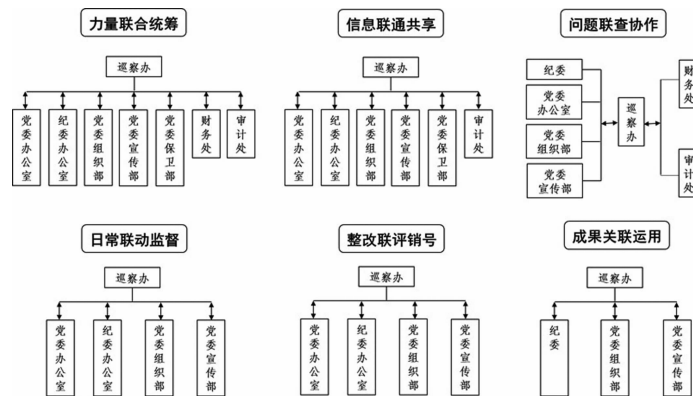 力量联合统筹
巡察办
党委办公室
纪委办公室
党委组织部
党委宣传部
党委保卫部
财务处
审计处
信息联通共享
巡察办
党委办公室
纪委办公室
党委组织部
党委宣传部
党委保卫部
审计处
问题联查协作
纪委
党委
办公室
党委
组织部
党委
宣传部
巡察办
财务处
审计处
日常联动监督
巡察办
党委办公室
纪委办公室
党委组织部
党委宣传部
整改联评销号
巡察办
党委办公室
纪委办公室
党委组织部
党委宣传部
成果关联运用
巡察办
纪委
党委组织部
党委宣传部